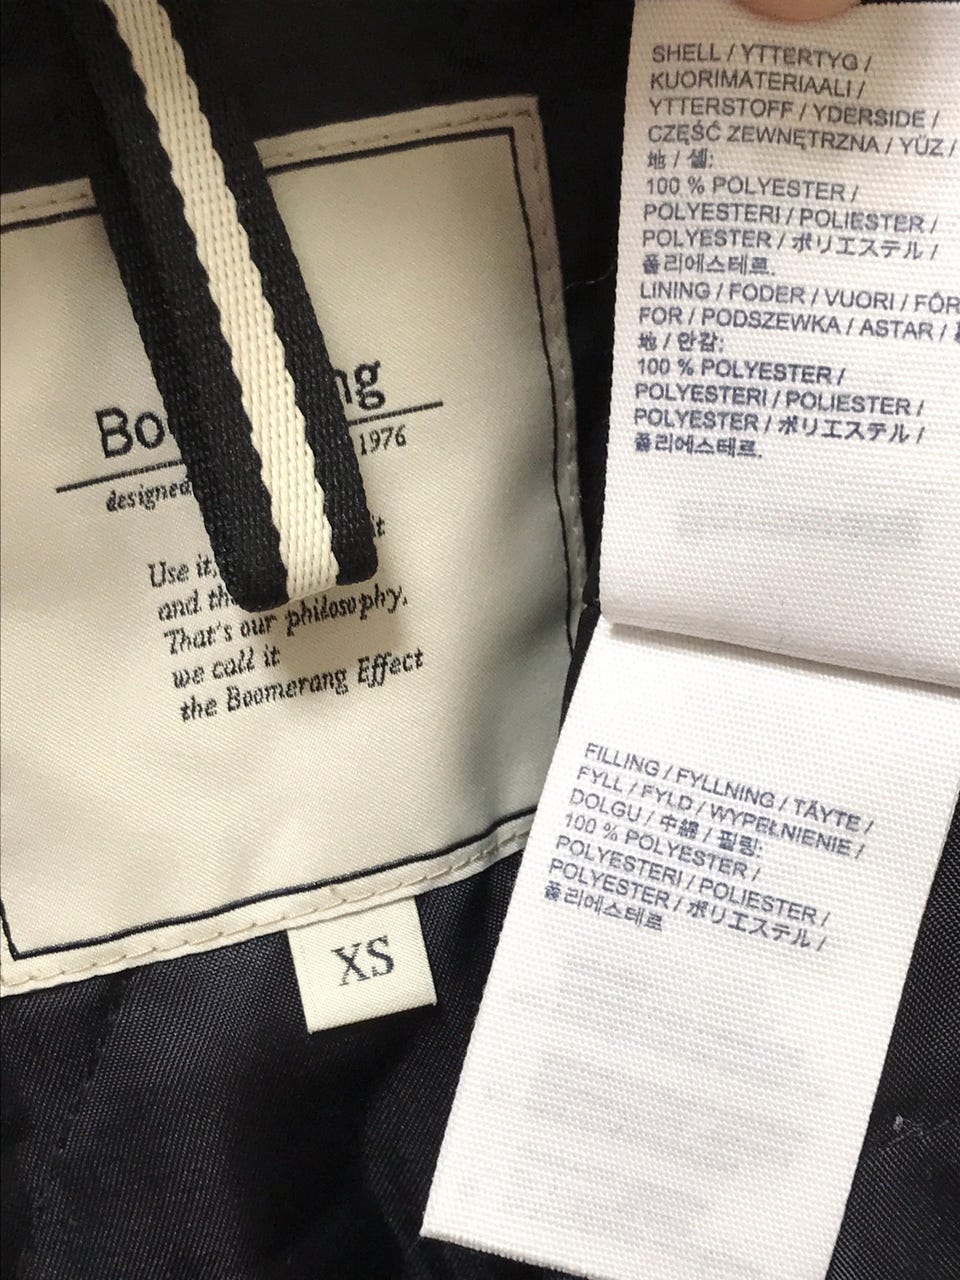 Bo ng
designed 1976
it
Use it,
and th
That's our philosophy,
we call it
the Boomerang Effect
XS
SHELL / YTTERTYG /
KUORIMATERIAALI /
YTTERSTOFF / YDERSIDE /
CZĘŚĆ ZEWNĘTRZNA / YÜZ /
地 / 셸:
100 % POLYESTER /
POLYESTERI / POLIESTER /
POLYESTER / ポリエステル /
폴리에스테르.
LINING / FODER / VUORI / FÔR
FOR / PODSZEWKA / ASTAR /
地 / 안감:
100 % POLYESTER /
POLYESTERI / POLIESTER /
POLYESTER / ポリエステル /
폴리에스테르.
FILLING / FYLLNING / TÄYTE /
FYLL / FYLD / WYPEŁNIENIE /
DOLGU / 中綿 / 필링:
100 % POLYESTER /
POLYESTERI / POLIESTER /
POLYESTER / ポリエステル /
폴리에스테르